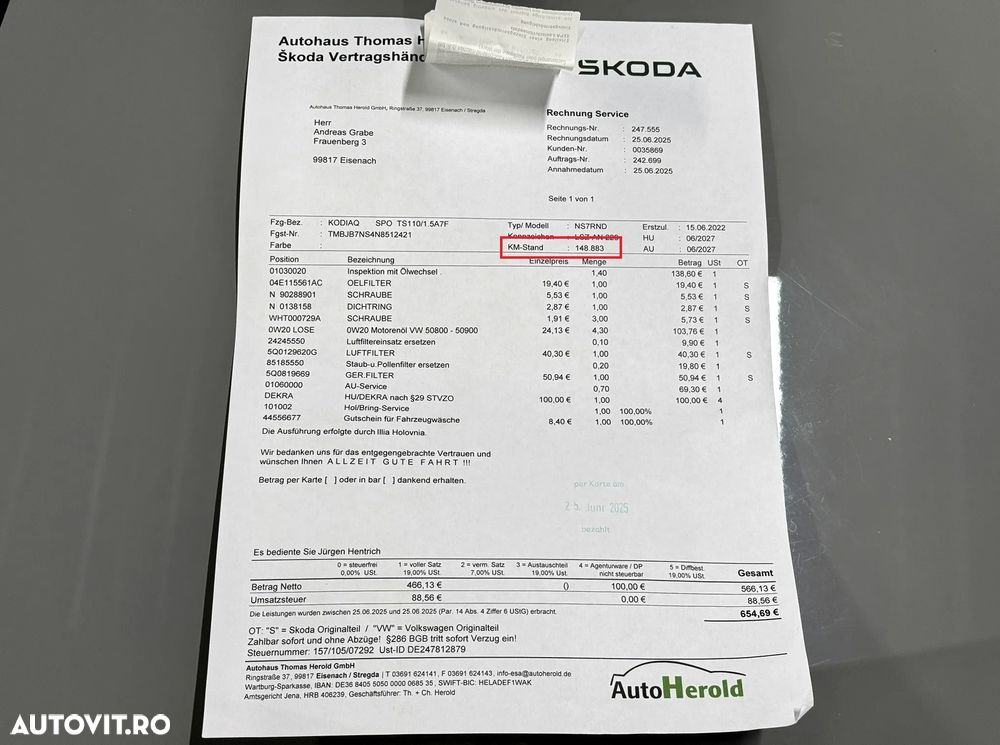 Autohaus Thomas H
Škoda Vertragshänd
ŠKODA
Autohaus Thomas Herold GmbH, Ringstraße 37, 99817 Eisenach / Stregda
Herr
Andreas Grabe
Frauenberg 3
99817 Eisenach
Rechnung Service
Rechnungs-Nr. : 247.555
Rechnungsdatum : 25.06.2025
Kunden-Nr. : 0035869
Auftrags-Nr. : 242.699
Annahmedatum : 25.06.2025
Seite 1 von 1
Fzg-Bez. : KODIAQ SPO TS110/1.5A7F Typ/ Modell : NS7RND Erstzul. : 15.06.2022
Fgst-Nr. : TMBJB7NS4N8512421 Kennzeichen : HU : 06/2027
Farbe : KM-Stand : 148.883 AU : 06/2027
Position Bezeichnung Einzelpreis Menge Betrag USt OT
01030020 Inspektion mit Ölwechsel . 1,40 138,60 € 1
04E115561AC OELFILTER 19,40 € 1,00 19,40 € 1 S
N 90288901 SCHRAUBE 5,53 € 1,00 5,53 € 1 S
N 0138158 DICHTRING 2,87 € 1,00 2,87 € 1 S
WHT000729A SCHRAUBE 1,91 € 3,00 5,73 € 1 S
0W20 LOSE 0W20 Motorenöl VW 50800 - 50900 24,13 € 4,30 103,76 € 1
24245550 Luftfiltereinsatz ersetzen 0,10 9,90 € 1
5Q0129620G LUFTFILTER 40,30 € 1,00 40,30 € 1 S
85185550 Staub-u.Pollenfilter ersetzen 0,20 19,80 € 1
5Q0819669 GER.FILTER 50,94 € 1,00 50,94 € 1 S
01060000 AU-Service 0,70 69,30 € 1
DEKRA HU/DEKRA nach §29 STVZO 100,00 € 1,00 100,00 € 4
101002 Hol/Bring-Service 1,00 100,00% 1
44556677 Gutschein für Fahrzeugwäsche 8,40 € 1,00 100,00% 1
Die Ausführung erfolgte durch Illia Holovnia.
Wir bedanken uns für das entgegengebrachte Vertrauen und
wünschen Ihnen A L L Z E I T G U T E F A H R T !!!
Betrag per Karte [ ] oder in bar [ ] dankend erhalten.
per Karte am
25. Juni 2025
bezahlt
Es bediente Sie Jürgen Hentrich
0 = steuerfrei 1 = voller Satz 2 = verm. Satz 3 = Austauschteil 4 = Agenturware / DP 5 = Diffbest. Gesamt
0,00% USt. 19,00% USt. 7,00% USt. 19,00% USt. nicht steuerbar 19,00% USt.
Betrag Netto 466,13 € () 100,00 € 566,13 €
Umsatzsteuer 88,56 € 0,00 € 88,56 €
Die Leistungen wurden zwischen 25.06.2025 und 25.06.2025 (Par. 14 Abs. 4 Ziffer 6 UStG) erbracht. 654,69 €
OT: "S" = Skoda Originalteil / "VW" = Volkswagen Originalteil
Zahlbar sofort und ohne Abzüge! §286 BGB tritt sofort Verzug ein!
Steuernummer: 157/105/07292 Ust-ID DE247812879
Autohaus Thomas Herold GmbH
Ringstraße 37, 99817 Eisenach / Stregda | T 03691 624141, F 03691 624143, info-esa@autoherold.de
Wartburg-Sparkasse, IBAN: DE36 8405 5050 0000 0685 35, SWIFT-BIC: HELADEF1WAK
Amtsgericht Jena, HRB 406239, Geschäftsführer: Th. + Ch. Herold
AutoHerold
AUTOVIT.RO